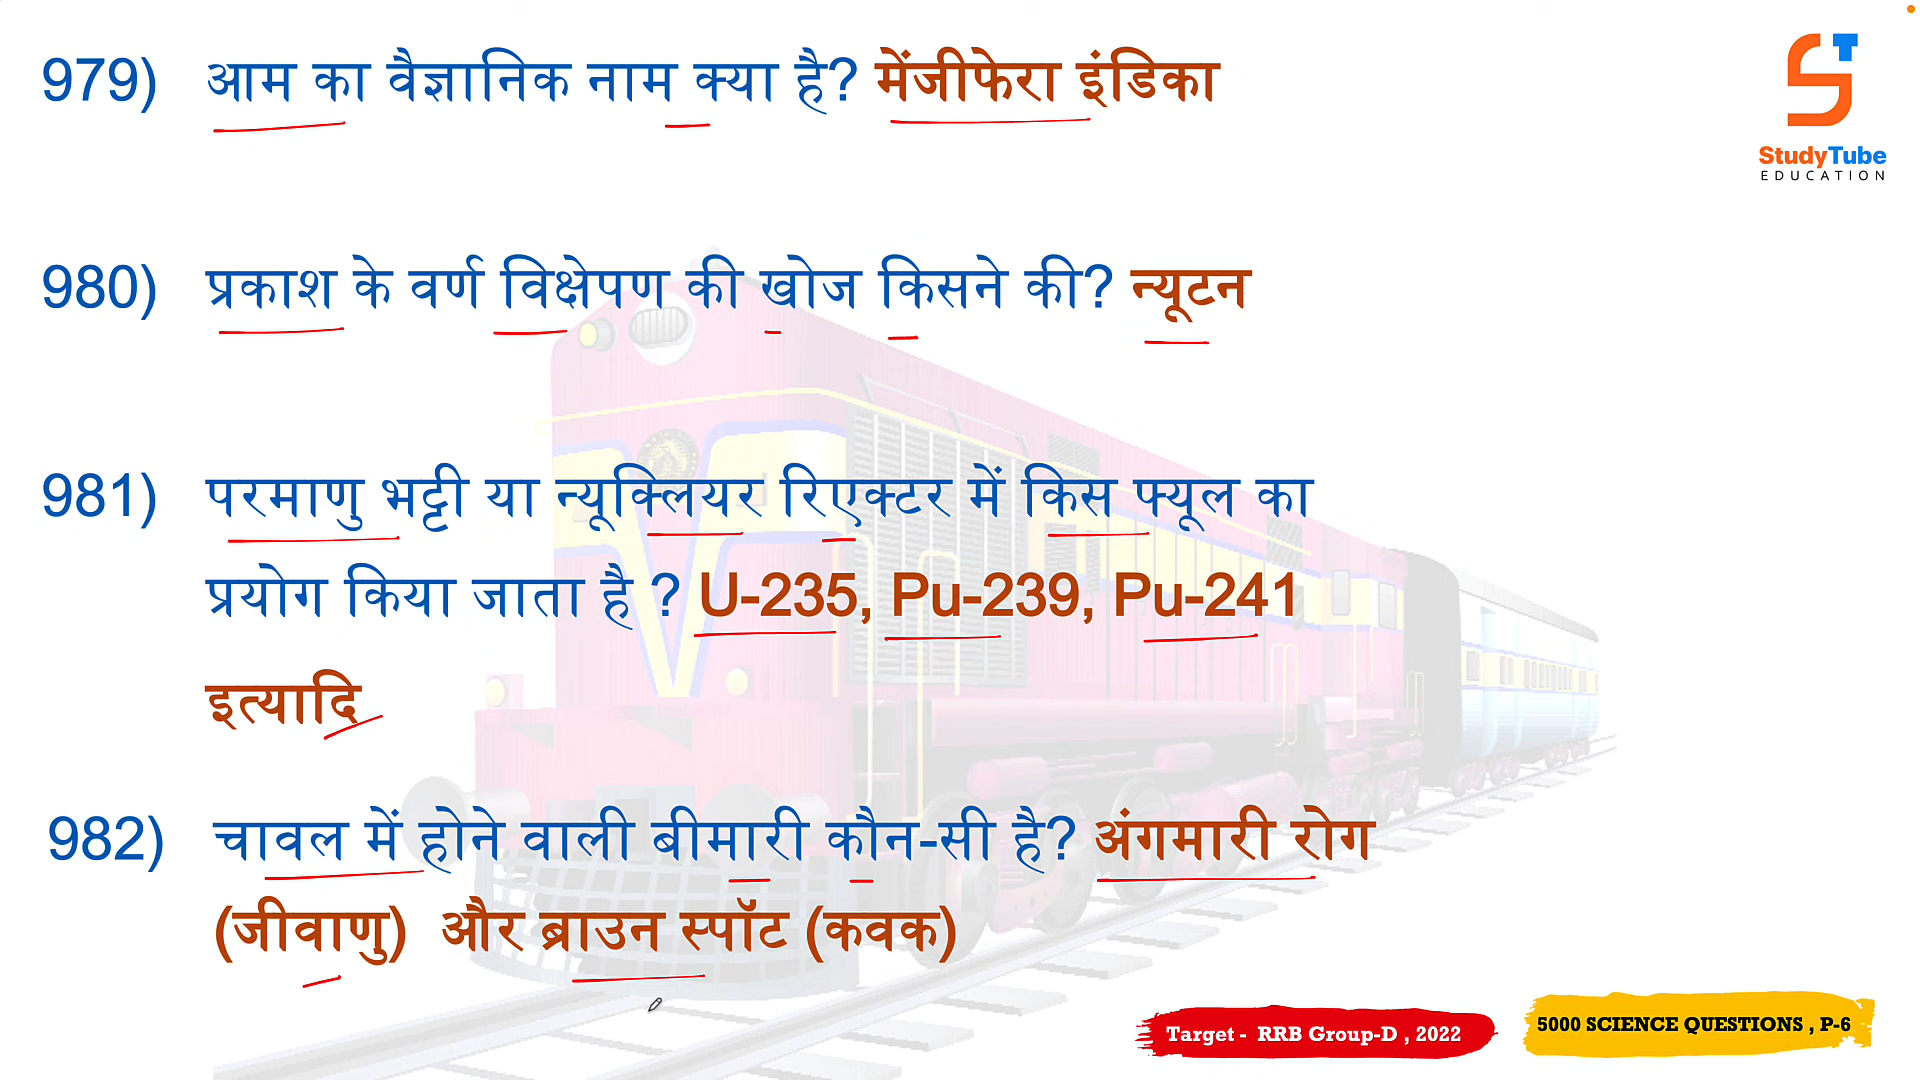 979) आम का वैज्ञानिक नाम क्या है? मेंजीफेरा इंडिका
StudyTube
EDUCATION
980) प्रकाश के वर्ण विक्षेपण की खोज किसने की? न्यूटन
981) परमाणु भट्टी या न्यूक्लियर रिएक्टर में किस फ्यूल का
प्रयोग किया जाता है ? U-235, Pu-239, Pu-241
इत्यादि
982) चावल में होने वाली बीमारी कौन-सी है? अंगमारी रोग
(जीवाणु) और ब्राउन स्पॉट (कवक)
Target - RRB Group-D , 2022
5000 SCIENCE QUESTIONS , P-6